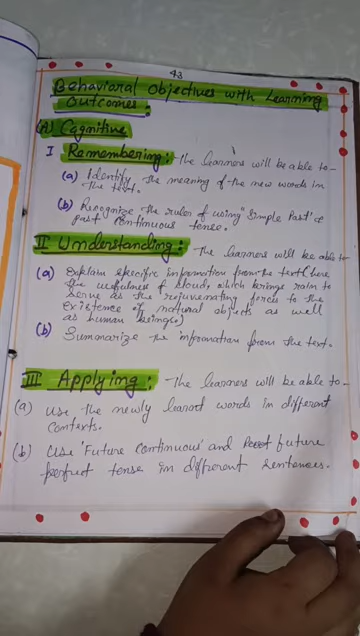 43
Behavioral Objectives with Learning
Outcomes:
(A) Cognitive
I Remembering: The learners will be able to-
(a) Identify the meaning of the new words in
the text.
(b) Recognize the rules of using "Simple Past" &
past continuous tense.
II Understanding: The learners will be able to-
(a) Explain specific information from the text (here
the usefulness of clouds, which brings rain to
serve as the rejuvenating forces to the
existence of natural objects as well
as human beings.)
(b) Summarize the information from the text.
III Applying: The learners will be able to-
(a) Use the newly learnt words in different
contexts.
(b) Use 'Future Continuous' and future
perfect tense in different sentences.